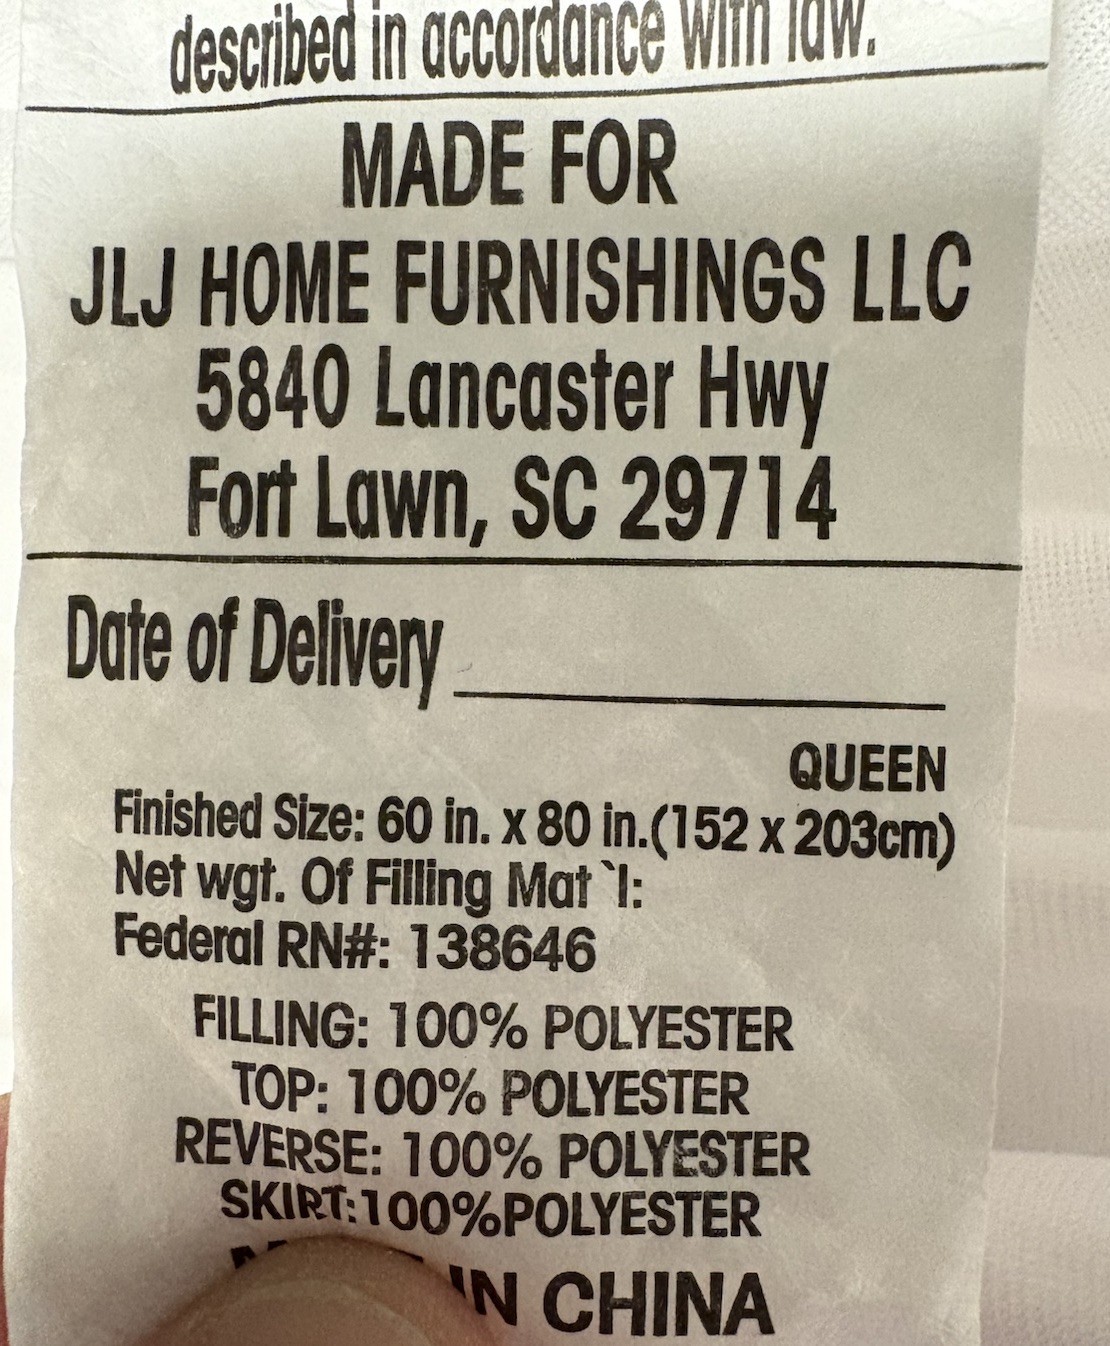 described in accordance with law.
MADE FOR
JLJ HOME FURNISHINGS LLC
5840 Lancaster Hwy
Fort Lawn, SC 29714
Date of Delivery
QUEEN
Finished Size: 60 in. x 80 in.(152 x 203cm)
Net wgt. Of Filling Mat`l:
Federal RN#: 138646
FILLING: 100% POLYESTER
TOP: 100% POLYESTER
REVERSE: 100% POLYESTER
SKIRT:100%POLYESTER
IN CHINA